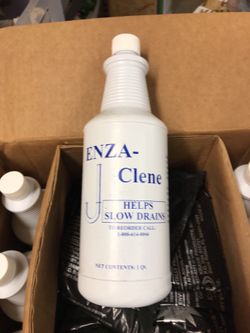 ENZA-
Clene
HELPS
SLOW DRAINS
TO REORDER CALL:
NET CONTENTS: 1 QT.